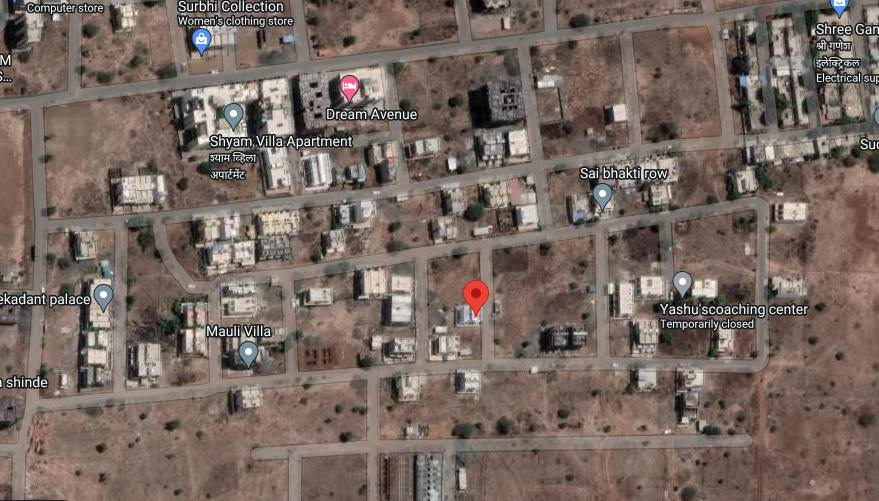 Computer store
Surbhi Collection
Women's clothing store
Shree Gan
श्री गणेश
इलेक्ट्रिकल
Electrical sup
M
S...
Dream Avenue
Shyam Villa Apartment
श्याम व्हिला
अपार्टमेंट
Suc
Sai bhakti row
ekadant palace
Yashu'scoaching center
Temporarily closed
Mauli Villa
shinde